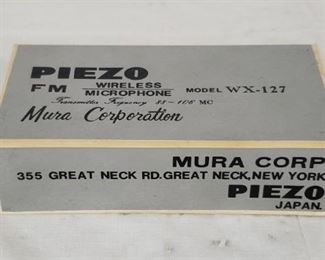 PIEZO
FM WIRELESS MICROPHONE MODEL WX-127
Transmitter Frequency 88-108 MC
Mura Corporation
MURA CORP
355 GREAT NECK RD.GREAT NECK,NEW YORK
PIEZO
JAPAN.